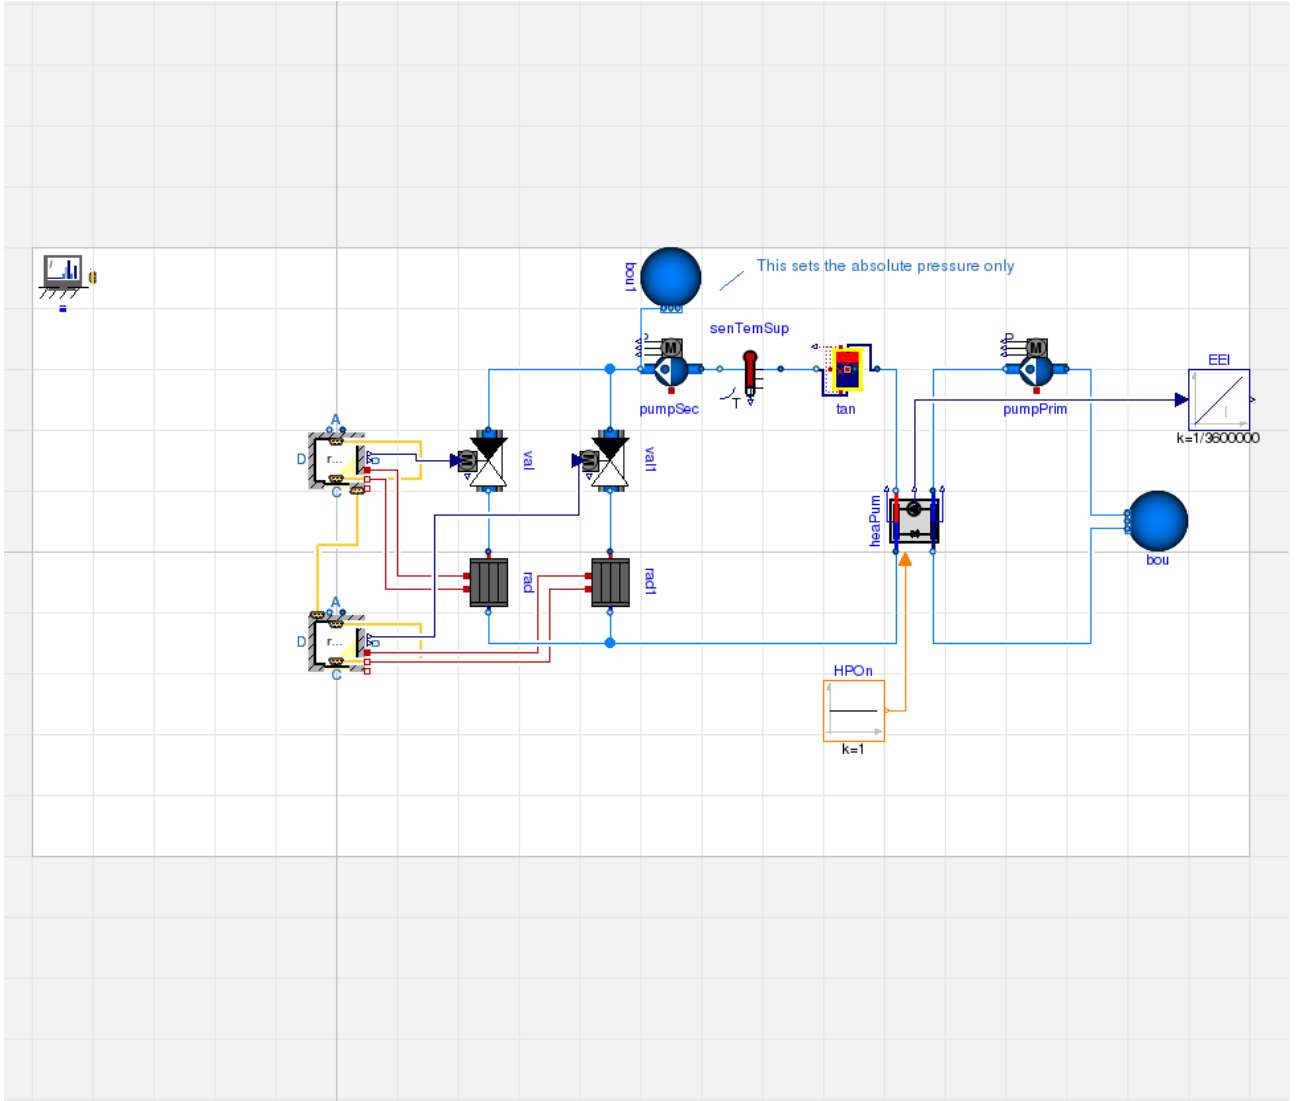 This sets the absolute pressure only
bou1
senTemSup
P
M
P
M
EEI
T
pumpSec
tan
pumpPrim
I
k=1/3600000
A
D
r...
C
M
val
M
val1
heaPum
bou
rad
rad1
A
D
r...
C
HPOn
k=1